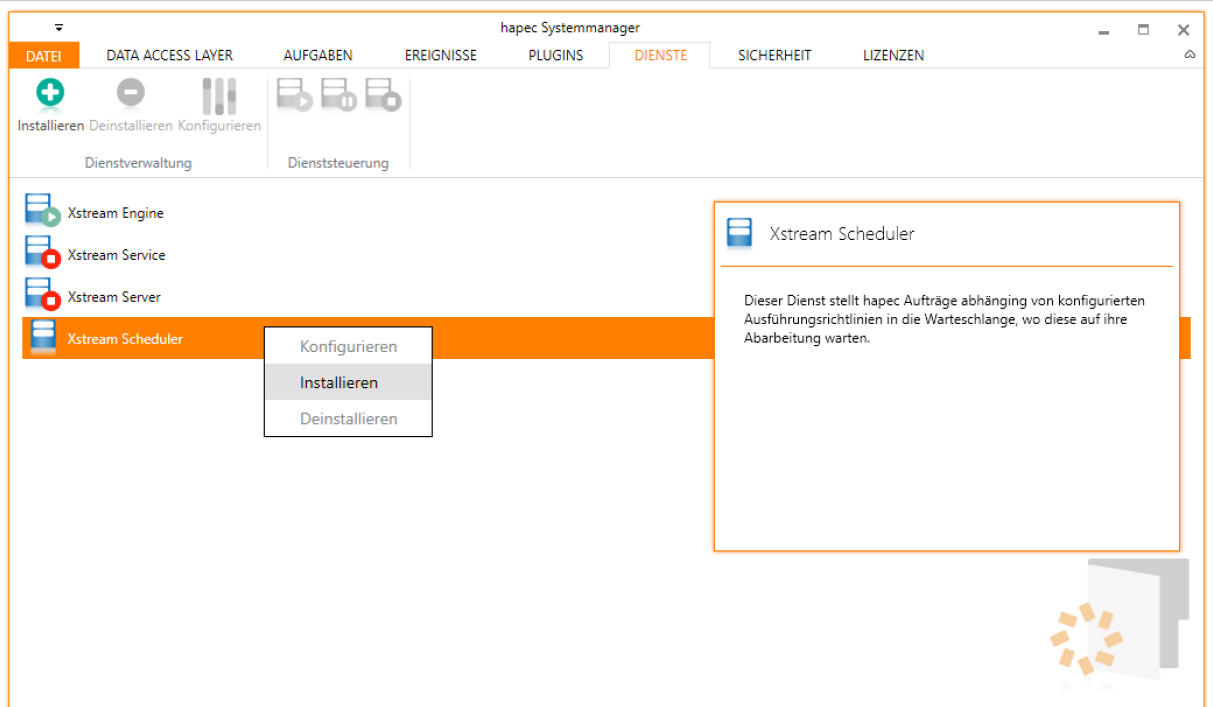 hapec Systemmanager
DATEI DATA ACCESS LAYER AUFGABEN EREIGNISSE PLUGINS DIENSTE SICHERHEIT LIZENZEN
Installieren Deinstallieren Konfigurieren
Dienstverwaltung Dienststeuerung
Xstream Engine
Xstream Service
Xstream Server
Xstream Scheduler
Konfigurieren
Installieren
Deinstallieren
Xstream Scheduler
Dieser Dienst stellt hapec Aufträge abhänging von konfigurierten
Ausführungsrichtlinien in die Warteschlange, wo diese auf ihre
Abarbeitung warten.